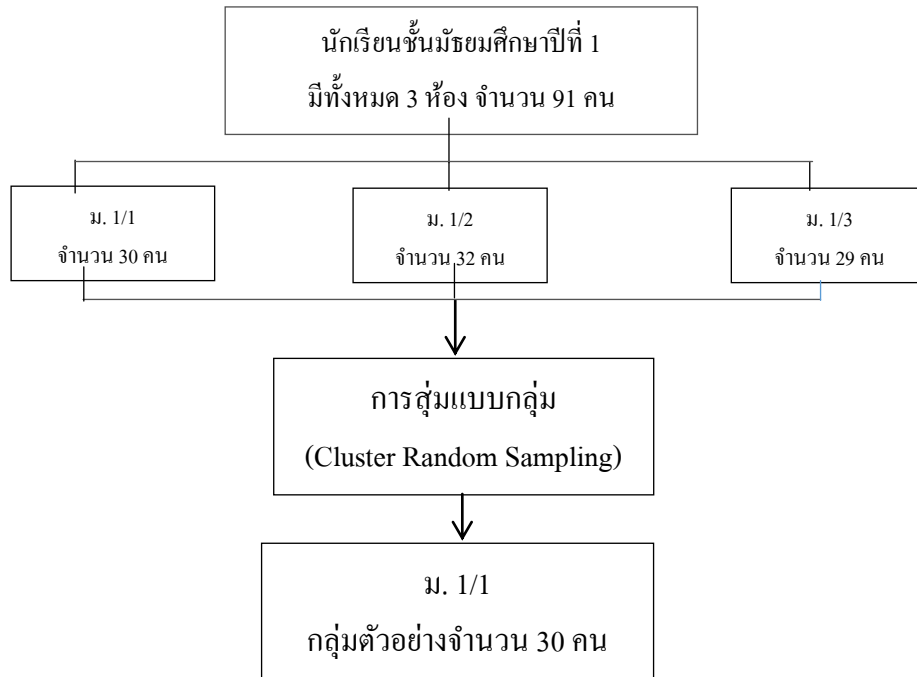 นักเรียนชั้นมัธยมศึกษาปีที่ 1
มีทั้งหมด 3 ห้อง จำนวน 91 คน
ม. 1/1
จำนวน 30 คน
ม. 1/2
จำนวน 32 คน
ม. 1/3
จำนวน 29 คน
การสุ่มแบบกลุ่ม
(Cluster Random Sampling)
ม. 1/1
กลุ่มตัวอย่างจำนวน 30 คน